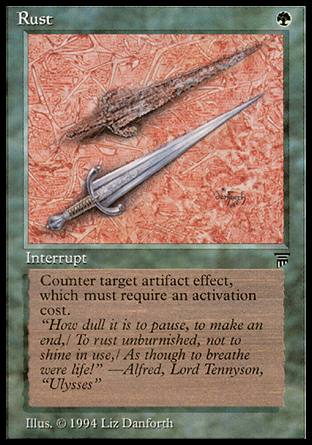 Rust
Danforth
Interrupt
Counter target artifact effect,
which must require an activation
cost.
“How dull it is to pause, to make an
end,/ To rust unburnished, not to
shine in use,/ As though to breathe
were life!” —Alfred, Lord Tennyson,
“Ulysses”
Illus. © 1994 Liz Danforth